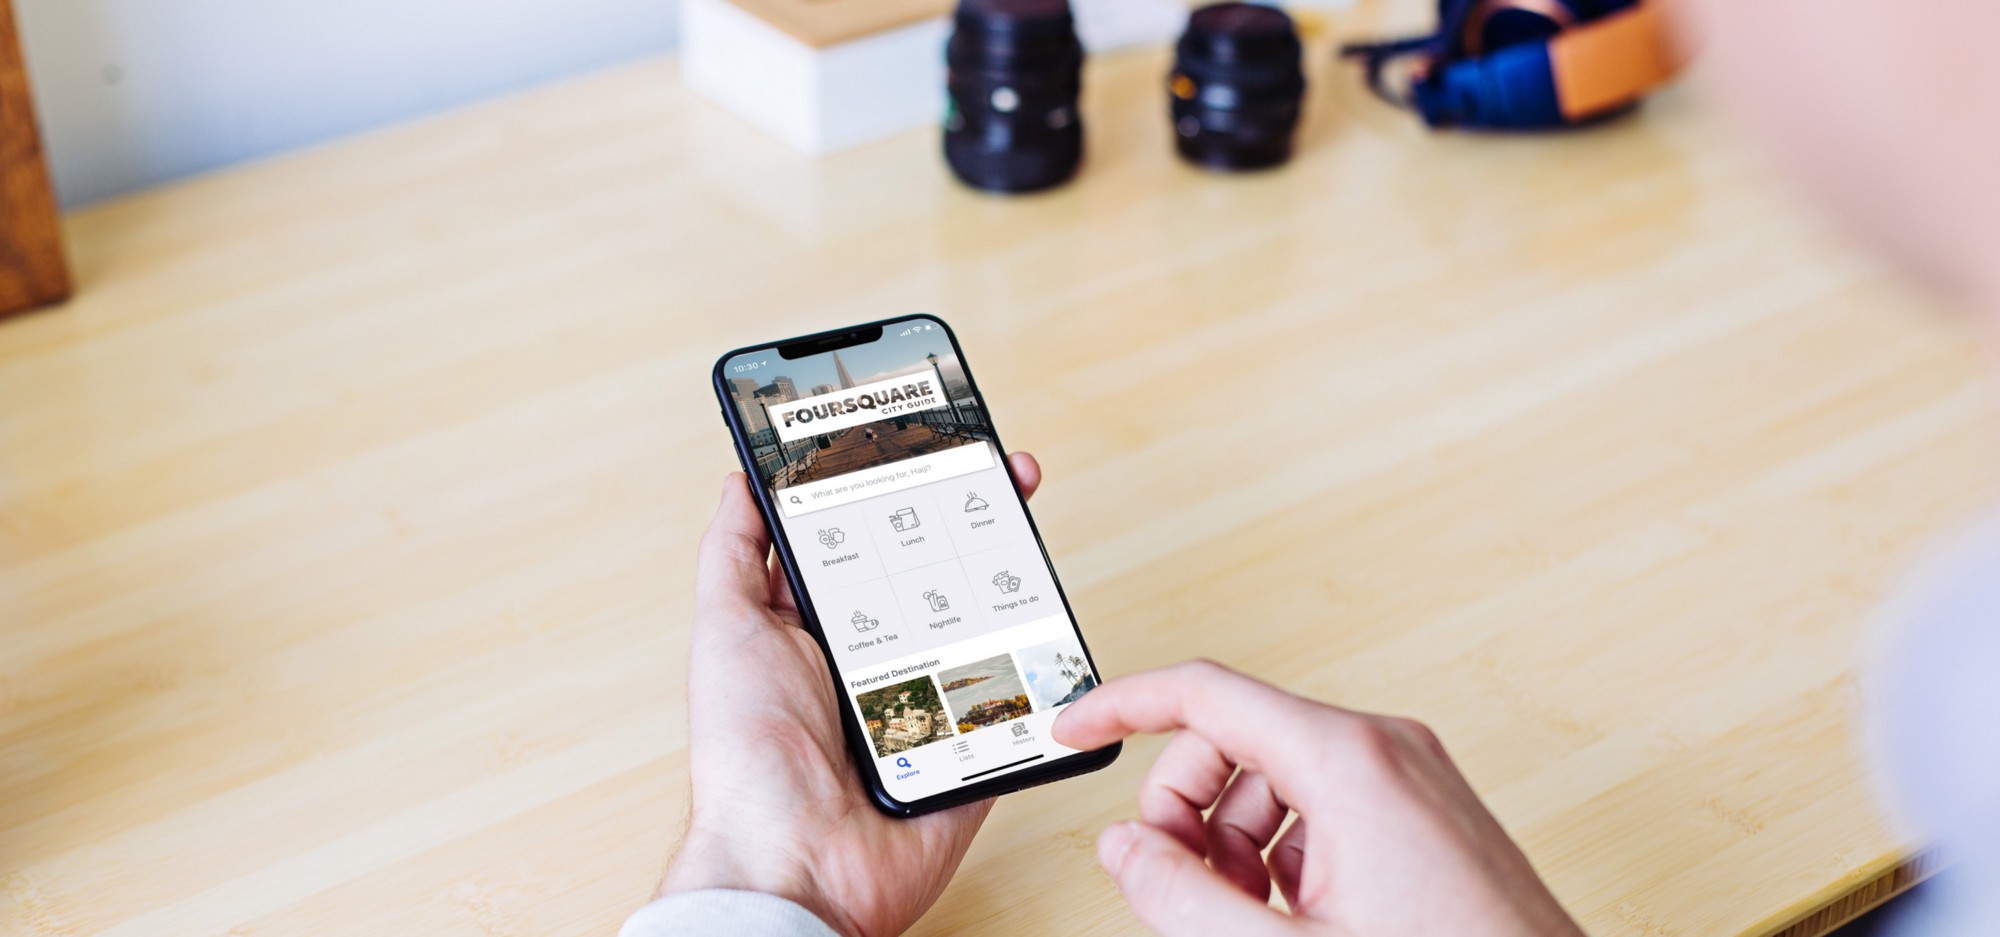 10:30
FOURSQUARE
CITY GUIDE
What are you looking for, Haiji?
Breakfast
Lunch
Dinner
Coffee & Tea
Nightlife
Things to do
Featured Destination
Explore
Lists
History